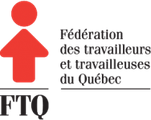 Fédération
des travailleurs
et travailleuses
du Québec
FTQ